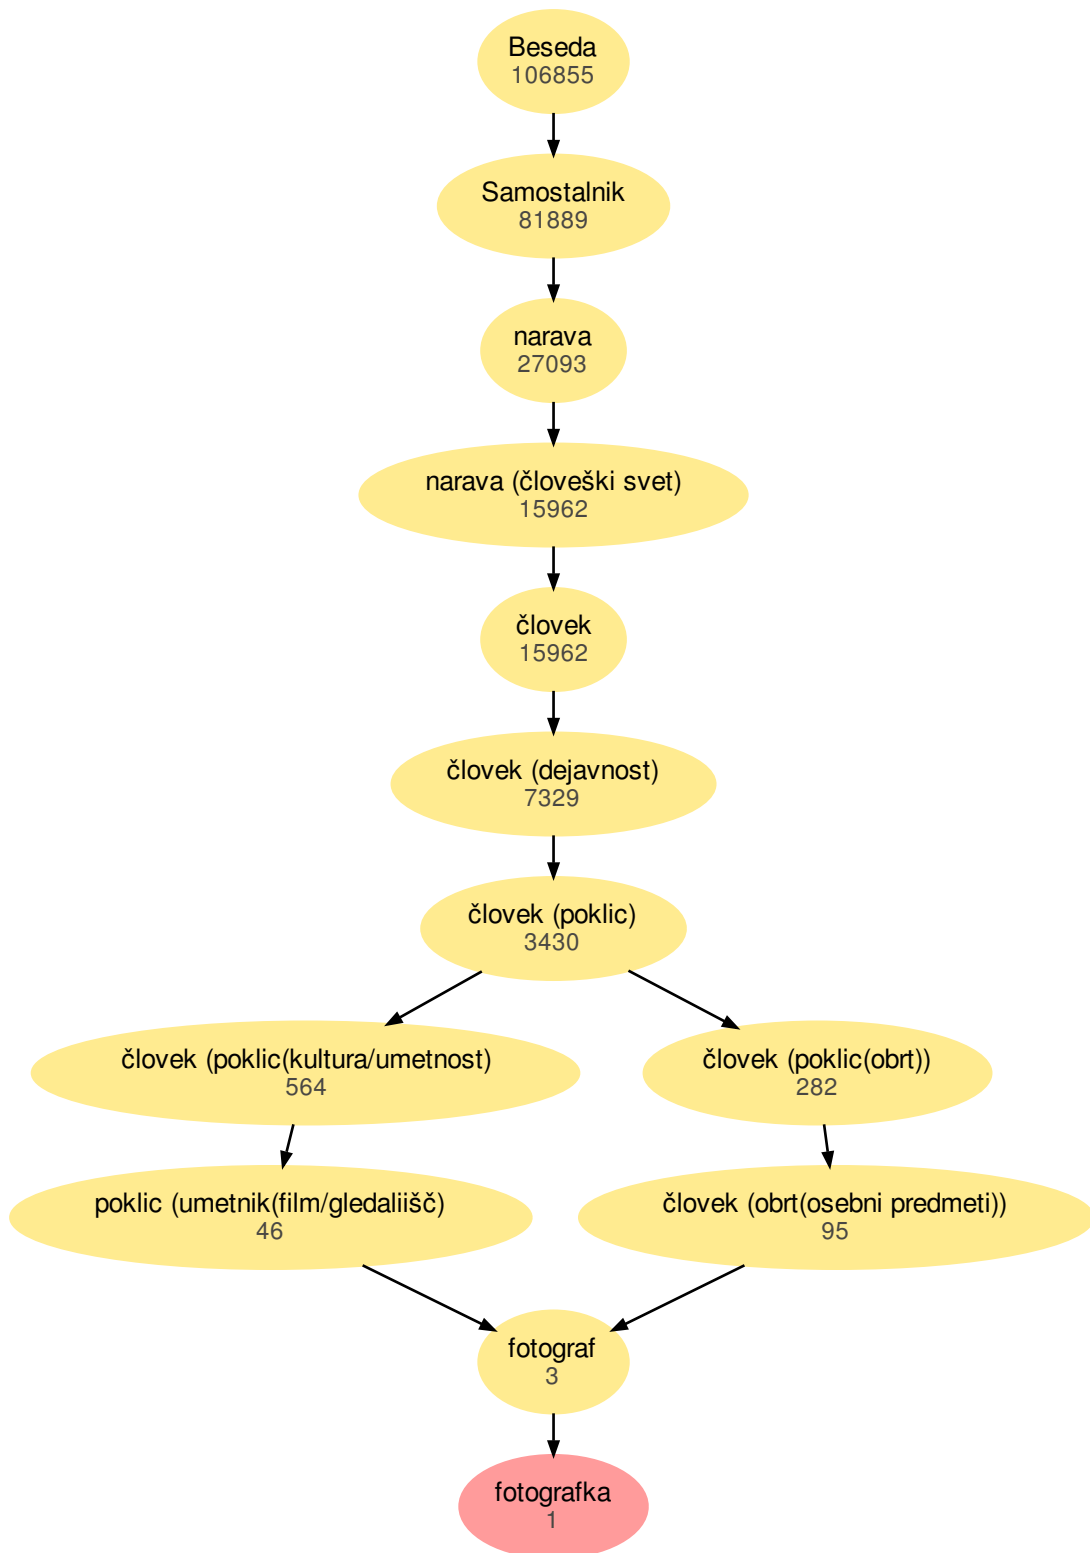 Beseda
106855
Samostalnik
81889
narava
27093
narava (človeški svet)
15962
človek
15962
človek (dejavnost)
7329
človek (poklic)
3430
človek (poklic(kultura/umetnost)
564
človek (poklic(obrt))
282
poklic (umetnik(film/gledaliišč)
46
človek (obrt(osebni predmeti))
95
fotograf
3
fotografka
1